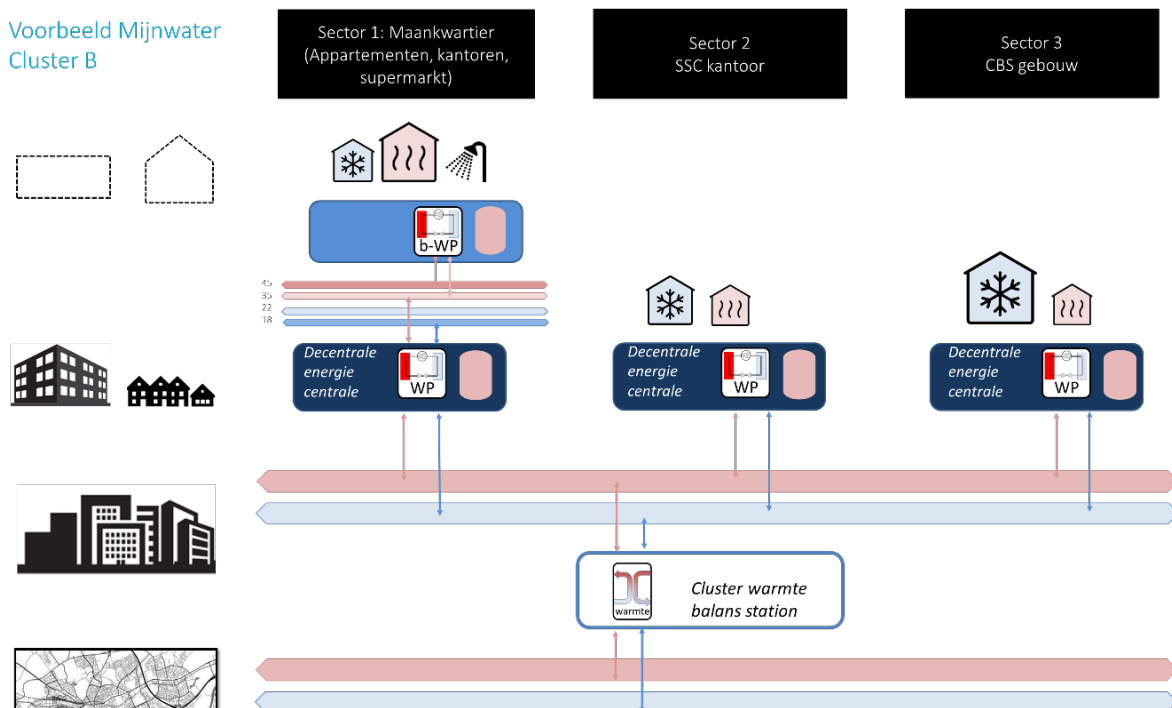 Voorbeeld Mijnwater
Cluster B
Sector 1: Maankwartier
(Appartementen, kantoren,
supermarkt)
Sector 2
SSC kantoor
Sector 3
CBS gebouw
b-WP
45
35
22
18
Decentrale
energie
centrale
WP
Decentrale
energie
centrale
WP
Decentrale
energie
centrale
WP
warmte
Cluster warmte
balans station